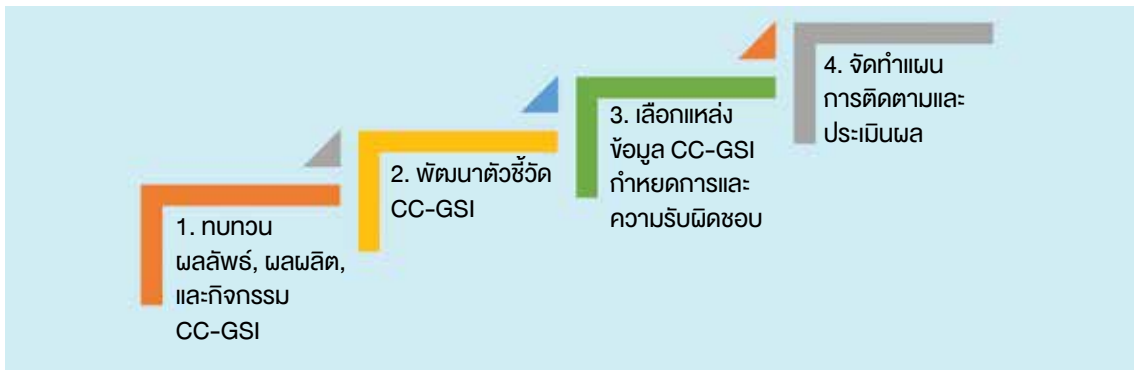 1. ทบทวน
ผลลัพธ์, ผลผลิต,
และกิจกรรม
CC-GSI
2. พัฒนาตัวชี้วัด
CC-GSI
3. เลือกแหล่ง
ข้อมูล CC-GSI
กำหยดการและ
ความรับผิดชอบ
4. จัดทำแผน
การติดตามและ
ประเมินผล